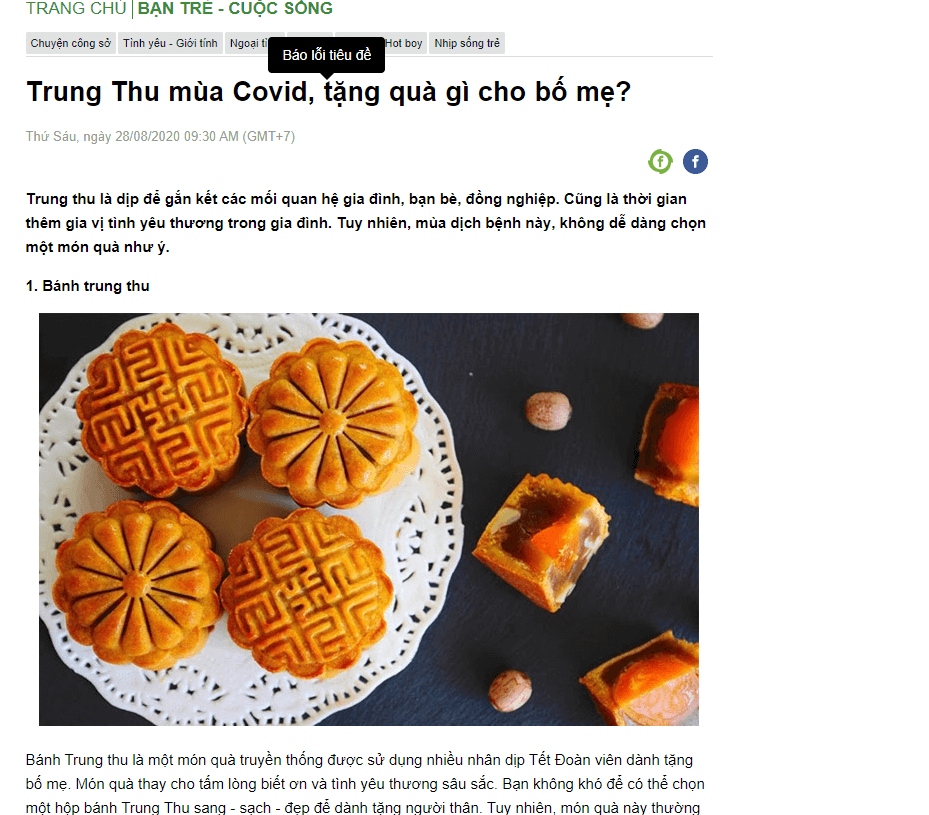 TRANG CHỦ BẠN TRẺ - CUỘC SỐNG
Chuyện công sở Tình yêu - Giới tính Ngoại Hot boy Nhịp sống trẻ
Báo lỗi tiêu đề
Trung Thu mùa Covid, tặng quà gì cho bố mẹ?
Thứ Sáu, ngày 28/08/2020 09:30 AM (GMT+7)
Trung thu là dịp để gắn kết các mối quan hệ gia đình, bạn bè, đồng nghiệp. Cũng là thời gian
thêm gia vị tình yêu thương trong gia đình. Tuy nhiên, mùa dịch bệnh này, không dễ dàng chọn
một món quà như ý.
1. Bánh trung thu
Bánh Trung thu là một món quà truyền thống được sử dụng nhiều nhân dịp Tết Đoàn viên dành tặng
bố mẹ. Món quà thay cho tấm lòng biết ơn và tình yêu thương sâu sắc. Bạn không khó để có thể chọn
một hộp bánh Trung Thu sang - sạch - đẹp để dành tặng người thân. Tuy nhiên, món quà này thường